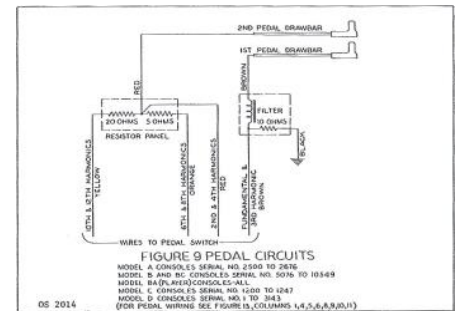 2ND PEDAL DRAWBAR
1ST PEDAL DRAWBAR
RED
BROWN
20 OHMS 5 OHMS
RESISTOR PANEL
FILTER
10 OHMS
BLACK
10TH & 12TH HARMONICS
YELLOW
6TH & 8TH HARMONICS
ORANGE
2ND & 4TH HARMONICS
RED
FUNDAMENTAL &
3RD HARMONIC
BROWN
WIRES TO PEDAL SWITCH
FIGURE 9 PEDAL CIRCUITS
MODEL A CONSOLES SERIAL NO. 2500 TO 2676
MODEL B AND BC CONSOLES SERIAL NO. 5076 TO 10549
MODEL BA (PLAYER) CONSOLES-ALL
MODEL C CONSOLES SERIAL NO. 1200 TO 1247
MODEL D CONSOLES SERIAL NO. 1 TO 3143
(FOR PEDAL WIRING SEE FIGURE 15, COLUMNS 1,4,5,6,8,9,10,11)
OS 2014